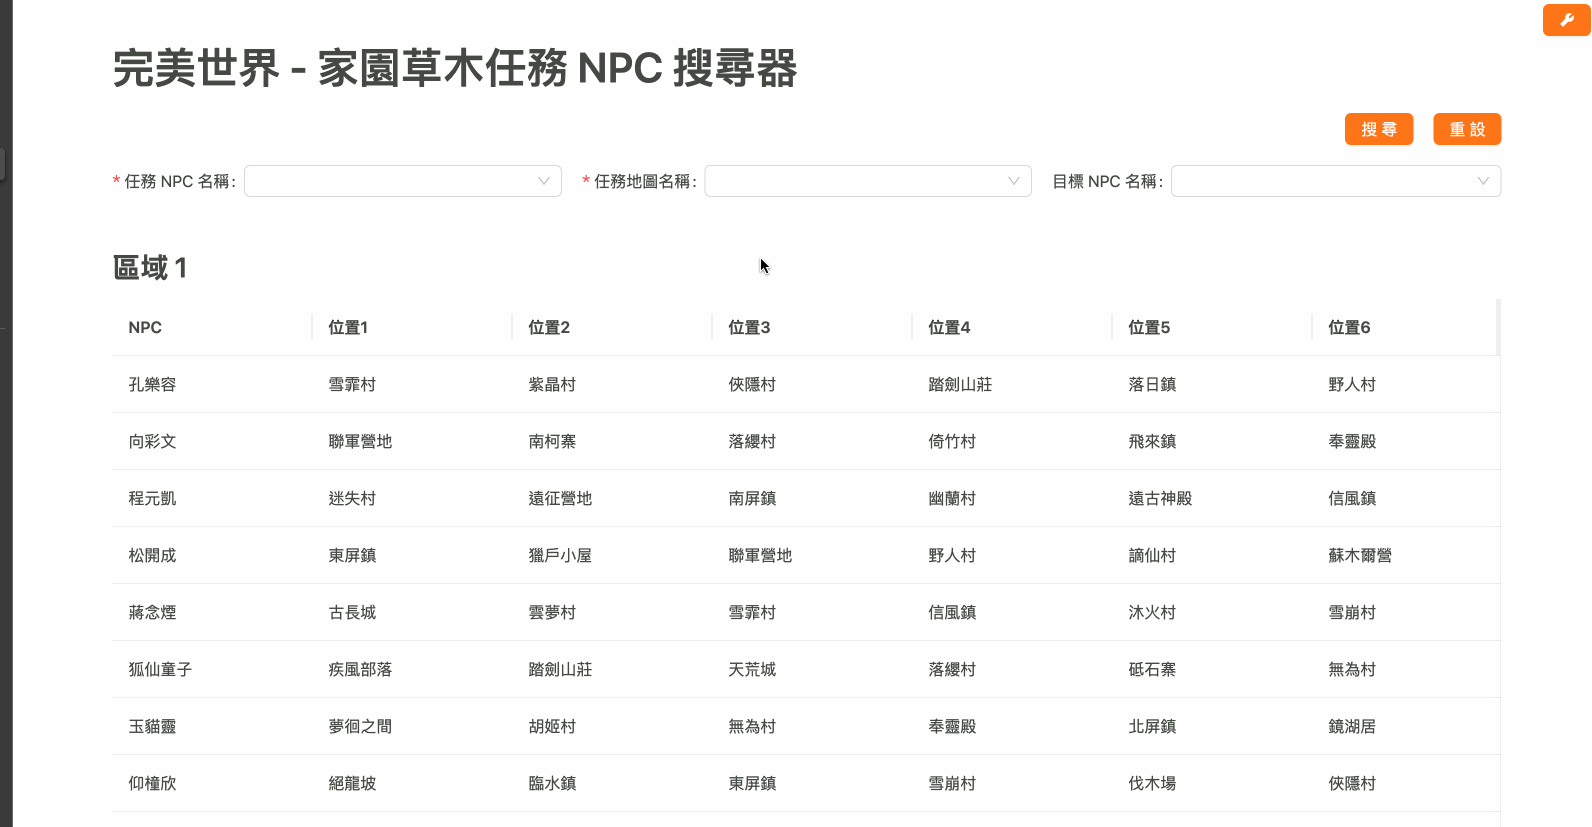 完美世界 - 家園草木任務 NPC 搜尋器
搜尋 重設
* 任務 NPC 名稱: * 任務地圖名稱: 目標 NPC 名稱:
區域 1
NPC 位置1 位置2 位置3 位置4 位置5 位置6
孔樂容 雪霏村 紫晶村 俠隱村 踏劍山莊 落日鎮 野人村
向彩文 聯軍營地 南柯寨 落纓村 倚竹村 飛來鎮 奉靈殿
程元凱 迷失村 遠征營地 南屏鎮 幽蘭村 遠古神殿 信風鎮
松開成 東屏鎮 獵戶小屋 聯軍營地 野人村 謫仙村 蘇木爾營
蔣念煙 古長城 雲夢村 雪霏村 信風鎮 沐火村 雪崩村
狐仙童子 疾風部落 踏劍山莊 天荒城 落纓村 砥石寨 無為村
玉貓靈 夢徊之間 胡姬村 無為村 奉靈殿 北屏鎮 鏡湖居
仰橦欣 絕龍坡 臨水鎮 東屏鎮 雪崩村 伐木場 俠隱村